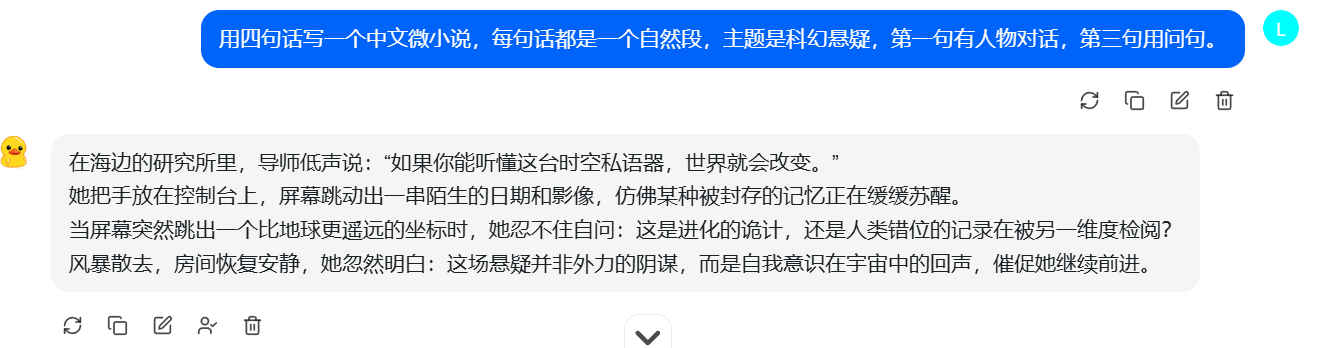 用四句话写一个中文微小说，每句话都是一个自然段，主题是科幻悬疑，第一句有人物对话，第三句用问句。
L
在海边的研究所里，导师低声说：“如果你能听懂这台时空私语器，世界就会改变。”
她把手放在控制台上，屏幕跳动出一串陌生的日期和影像，仿佛某种被封存的记忆正在缓缓苏醒。
当屏幕突然跳出一个比地球更遥远的坐标时，她忍不住自问：这是进化的诡计，还是人类错位的记录在被另一维度检阅？
风暴散去，房间恢复安静，她忽然明白：这场悬疑并非外力的阴谋，而是自我意识在宇宙中的回声，催促她继续前进。